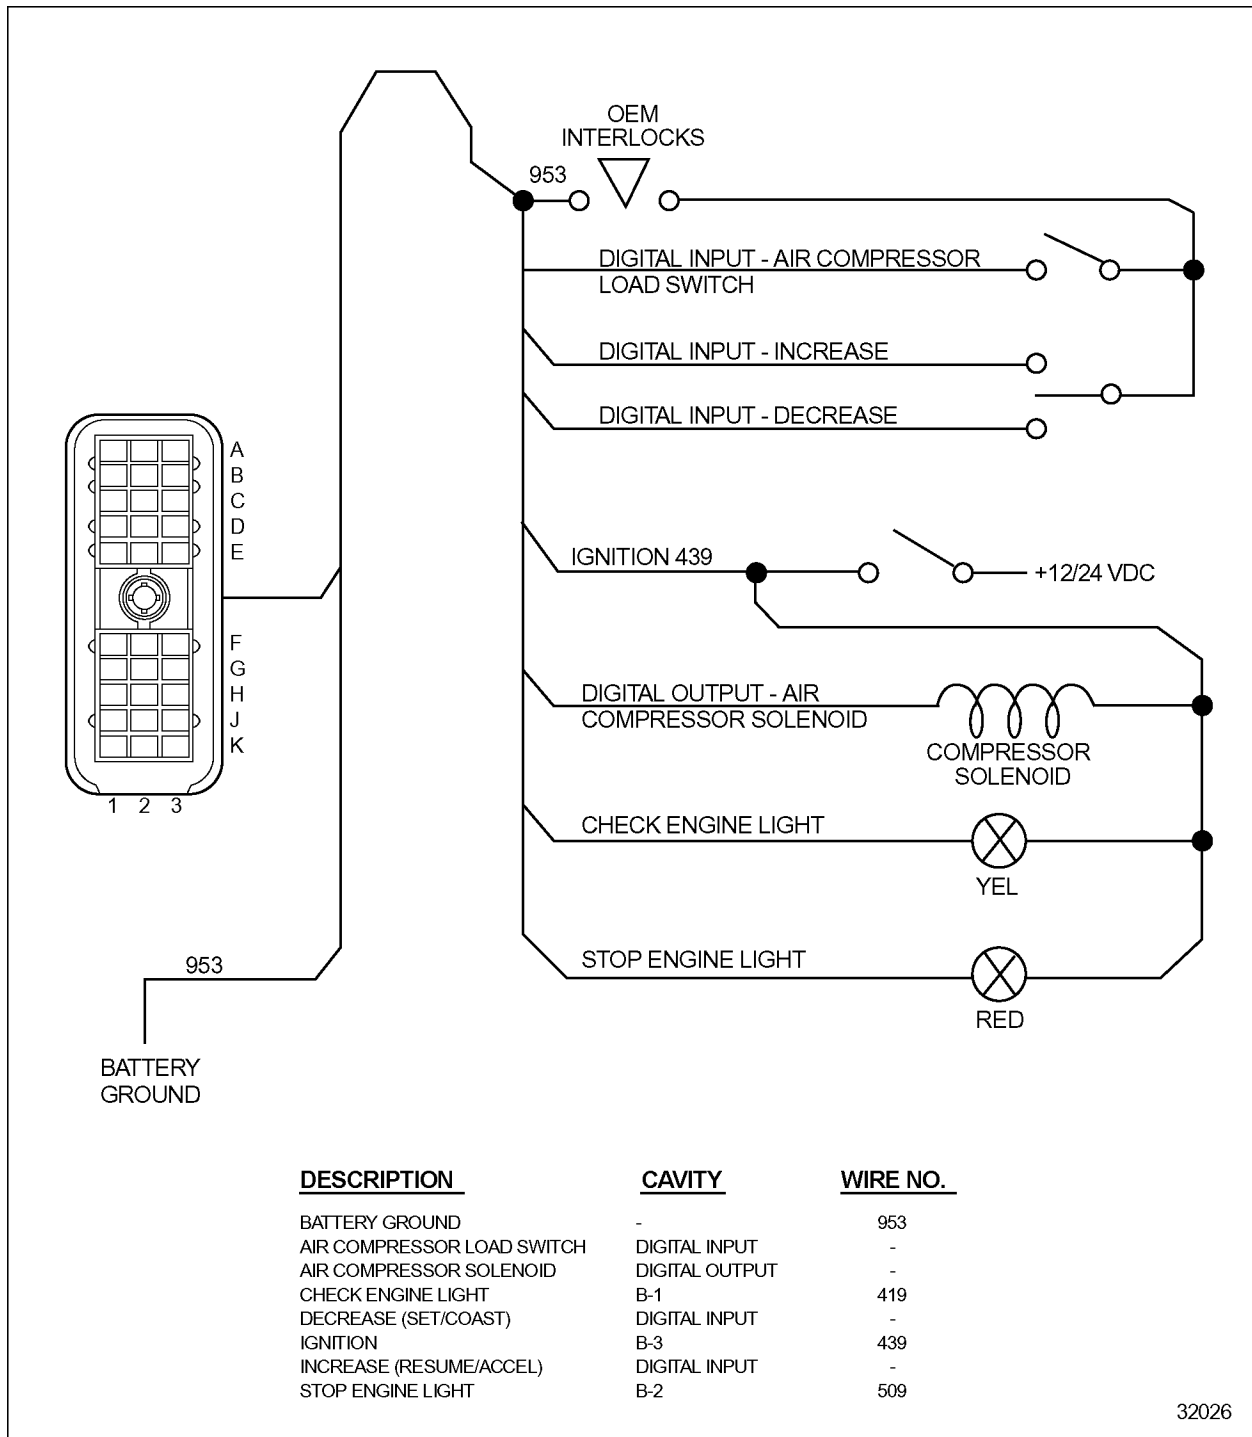 OEM
INTERLOCKS
953
DIGITAL INPUT - AIR COMPRESSOR
LOAD SWITCH
DIGITAL INPUT - INCREASE
DIGITAL INPUT - DECREASE
A
B
C
D
E
IGNITION 439
+12/24 VDC
F
G
H
J
K
1 2 3
DIGITAL OUTPUT - AIR
COMPRESSOR SOLENOID
COMPRESSOR
SOLENOID
CHECK ENGINE LIGHT
YEL
STOP ENGINE LIGHT
RED
953
BATTERY
GROUND
DESCRIPTION CAVITY WIRE NO.
BATTERY GROUND - 953
AIR COMPRESSOR LOAD SWITCH DIGITAL INPUT -
AIR COMPRESSOR SOLENOID DIGITAL OUTPUT -
CHECK ENGINE LIGHT B-1 419
DECREASE (SET/COAST) DIGITAL INPUT -
IGNITION B-3 439
INCREASE (RESUME/ACCEL) DIGITAL INPUT -
STOP ENGINE LIGHT B-2 509
32026